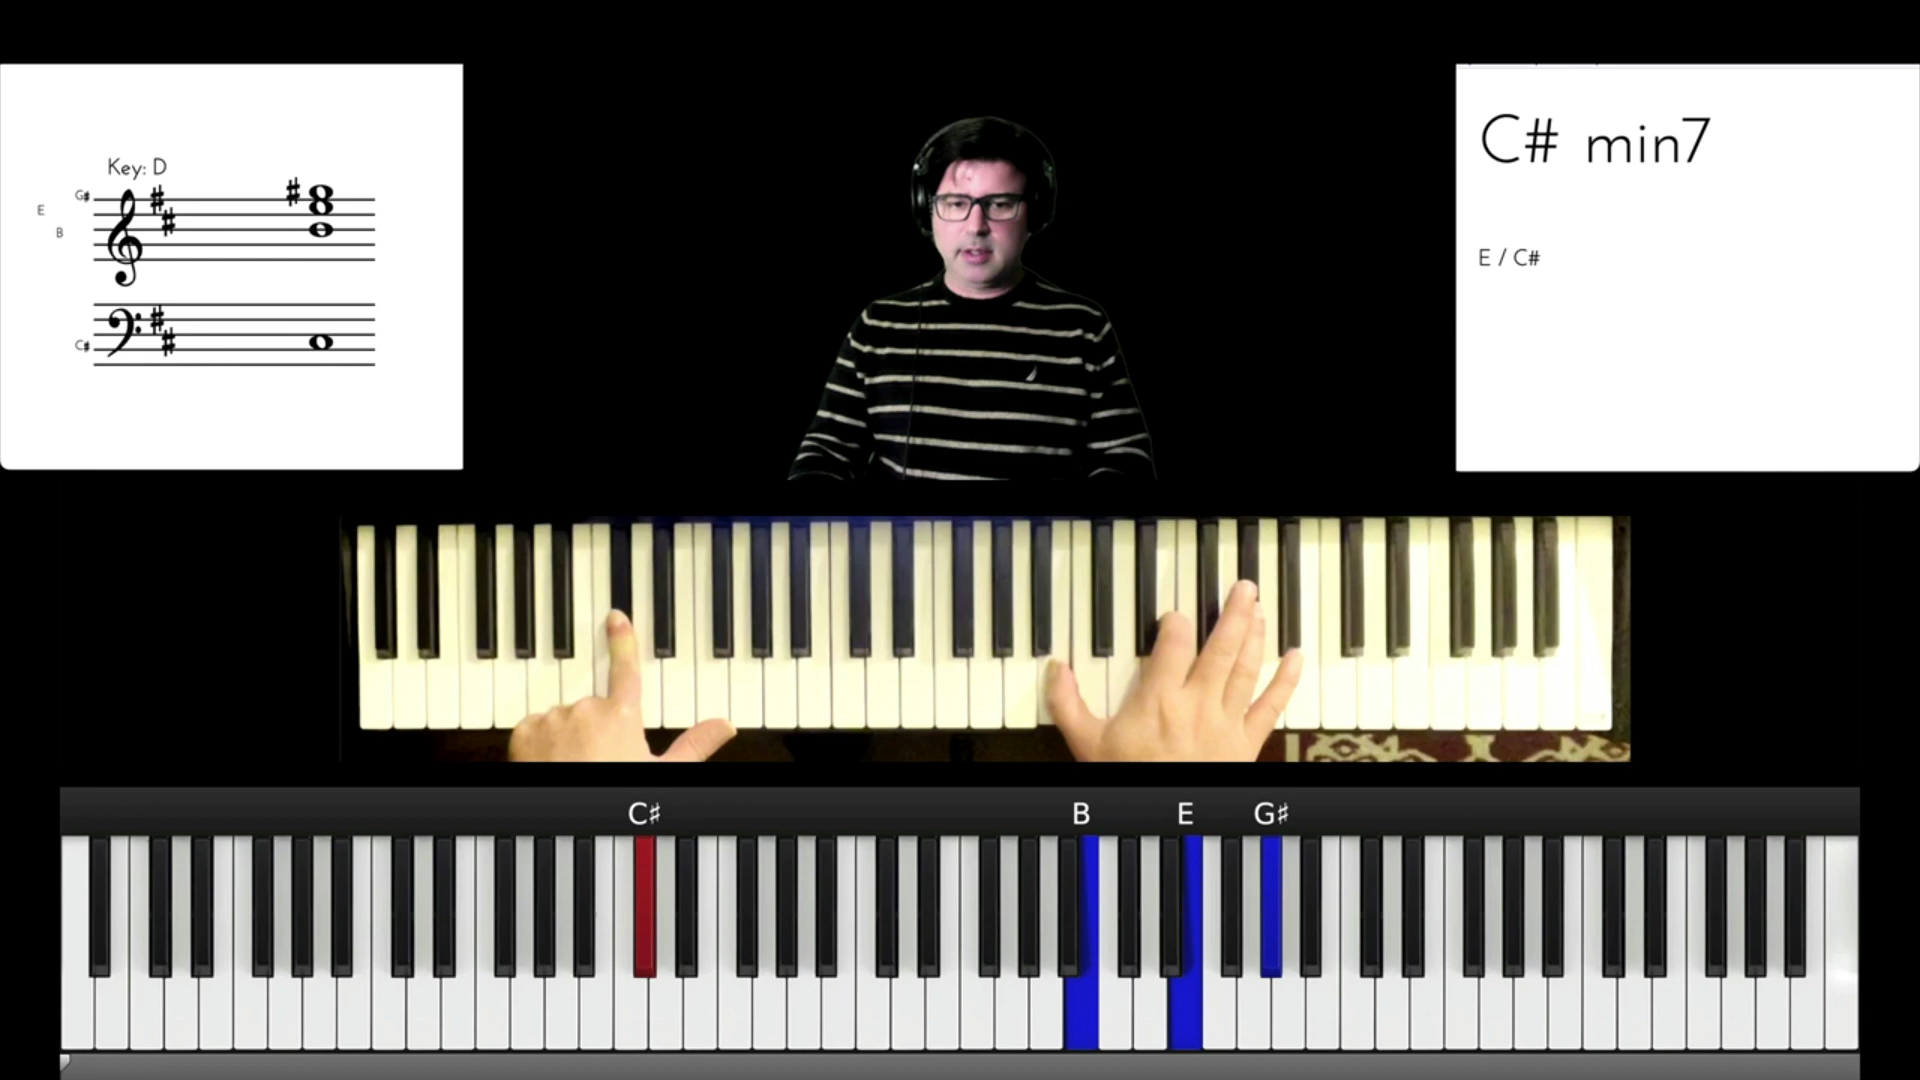 Key: D
G#
E
B
C#
C# min7
E / C#
C♯ B E G♯